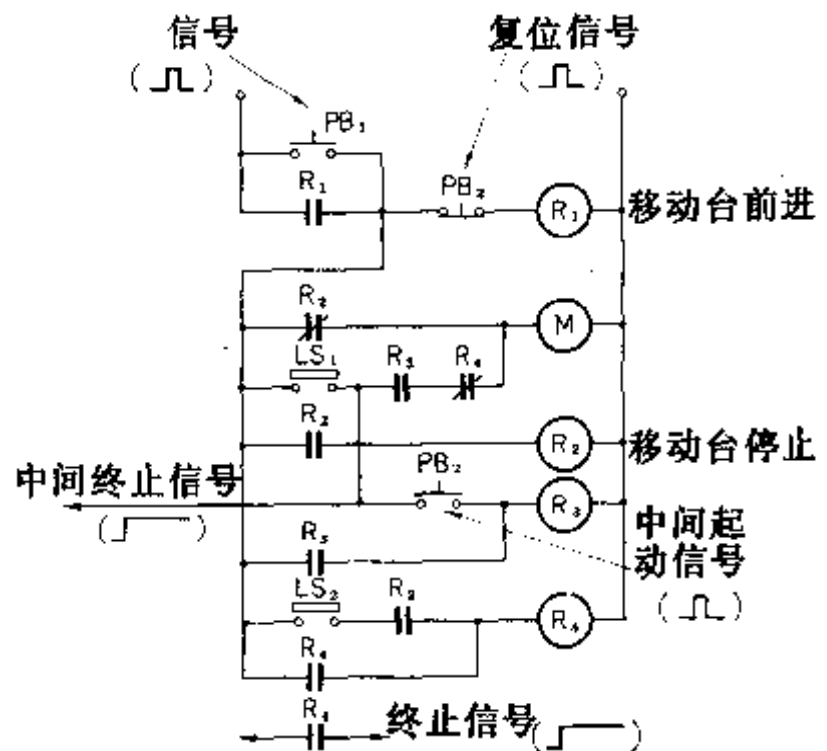 信号
复位信号
PB₁
R₁
PB₂
R₁
移动台前进
R₂
M
LS₁
R₃
R₄
R₂
R₂
移动台停止
PB₂
中间终止信号
R₃
中间起
动信号
R₃
LS₂
R₃
R₄
R₄
R₄
终止信号